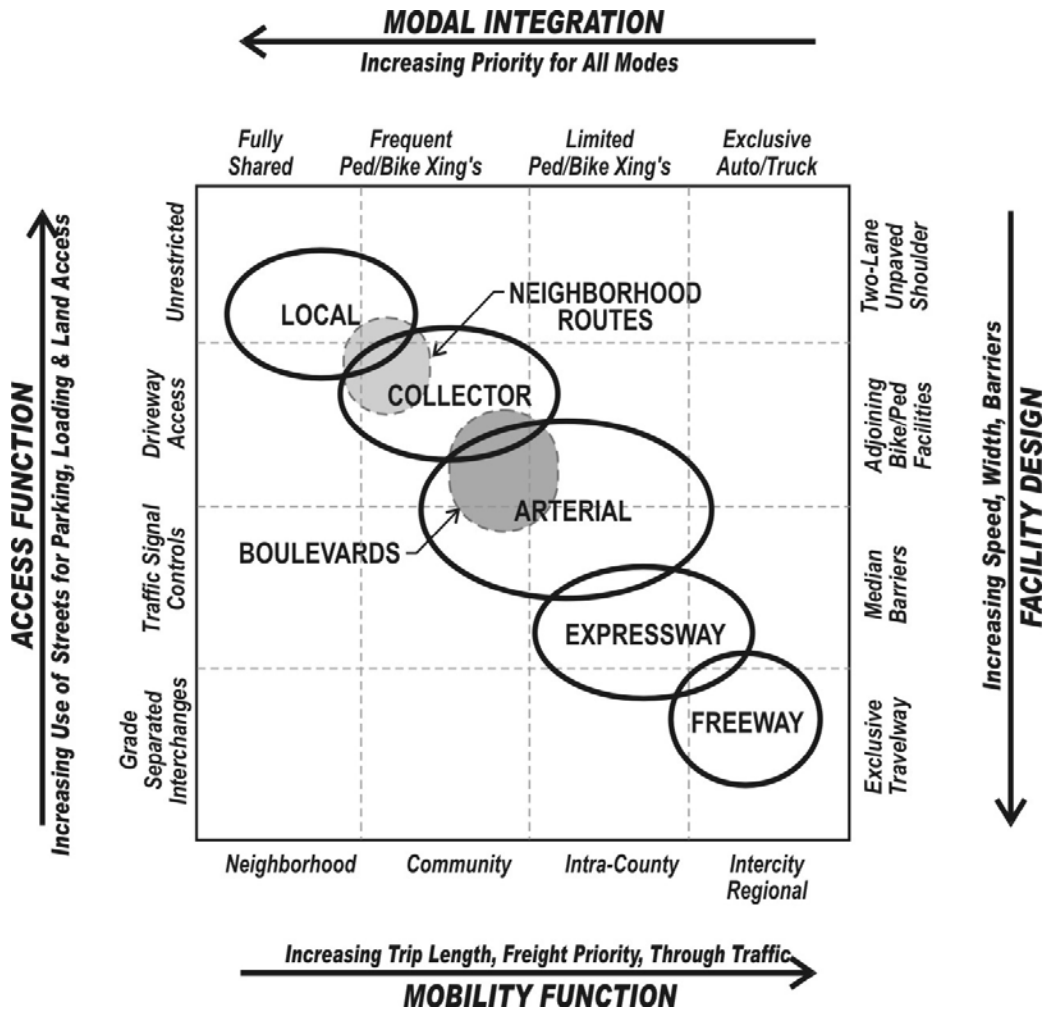 MODAL INTEGRATION
Increasing Priority for All Modes
Fully
Shared
Frequent
Ped/Bike Xing's
Limited
Ped/Bike Xing's
Exclusive
Auto/Truck
ACCESS FUNCTION
Increasing Use of Streets for Parking, Loading & Land Access
Unrestricted
Driveway
Access
Traffic Signal
Controls
Grade
Separated
Interchanges
LOCAL
NEIGHBORHOOD
ROUTES
COLLECTOR
ARTERIAL
BOULEVARDS
EXPRESSWAY
FREEWAY
Two-Lane
Unpaved
Shoulder
Adjoining
Bike/Ped
Facilities
Median
Barriers
Exclusive
Travelway
Increasing Speed, Width, Barriers
FACILITY DESIGN
Neighborhood
Community
Intra-County
Intercity
Regional
Increasing Trip Length, Freight Priority, Through Traffic
MOBILITY FUNCTION